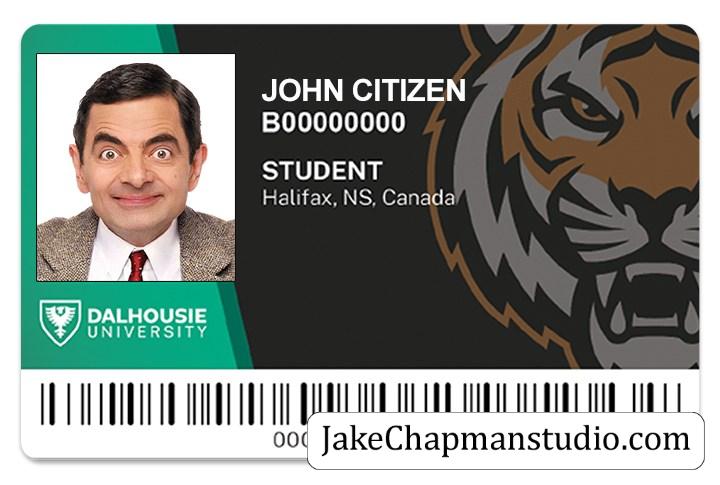 JOHN CITIZEN
B00000000
STUDENT
Halifax, NS, Canada
DALHOUSIE
UNIVERSITY
JakeChapmanstudio.com